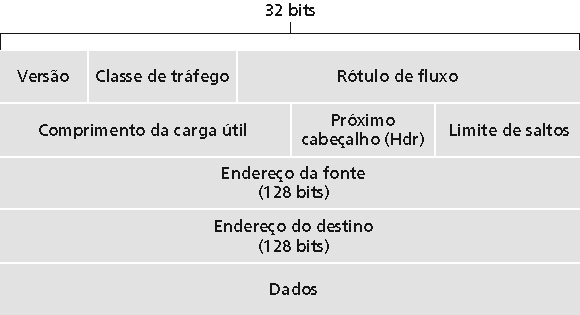 32 bits
Versão
Classe de tráfego
Rótulo de fluxo
Comprimento da carga útil
Próximo
cabeçalho (Hdr)
Limite de saltos
Endereço da fonte
(128 bits)
Endereço do destino
(128 bits)
Dados